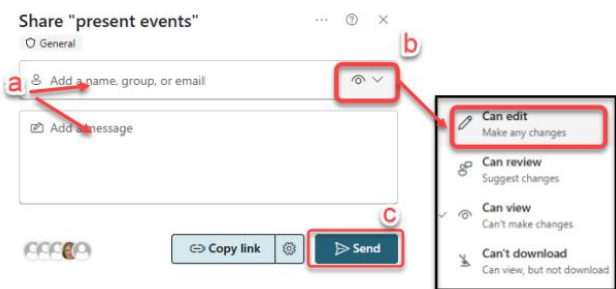 Share "present events"
General
b
a
Add a name, group, or email
Add a message
Can edit
Make any changes
Can review
Suggest changes
Can view
Can't make changes
Can't download
Can view, but not download
c
Copy link
Send